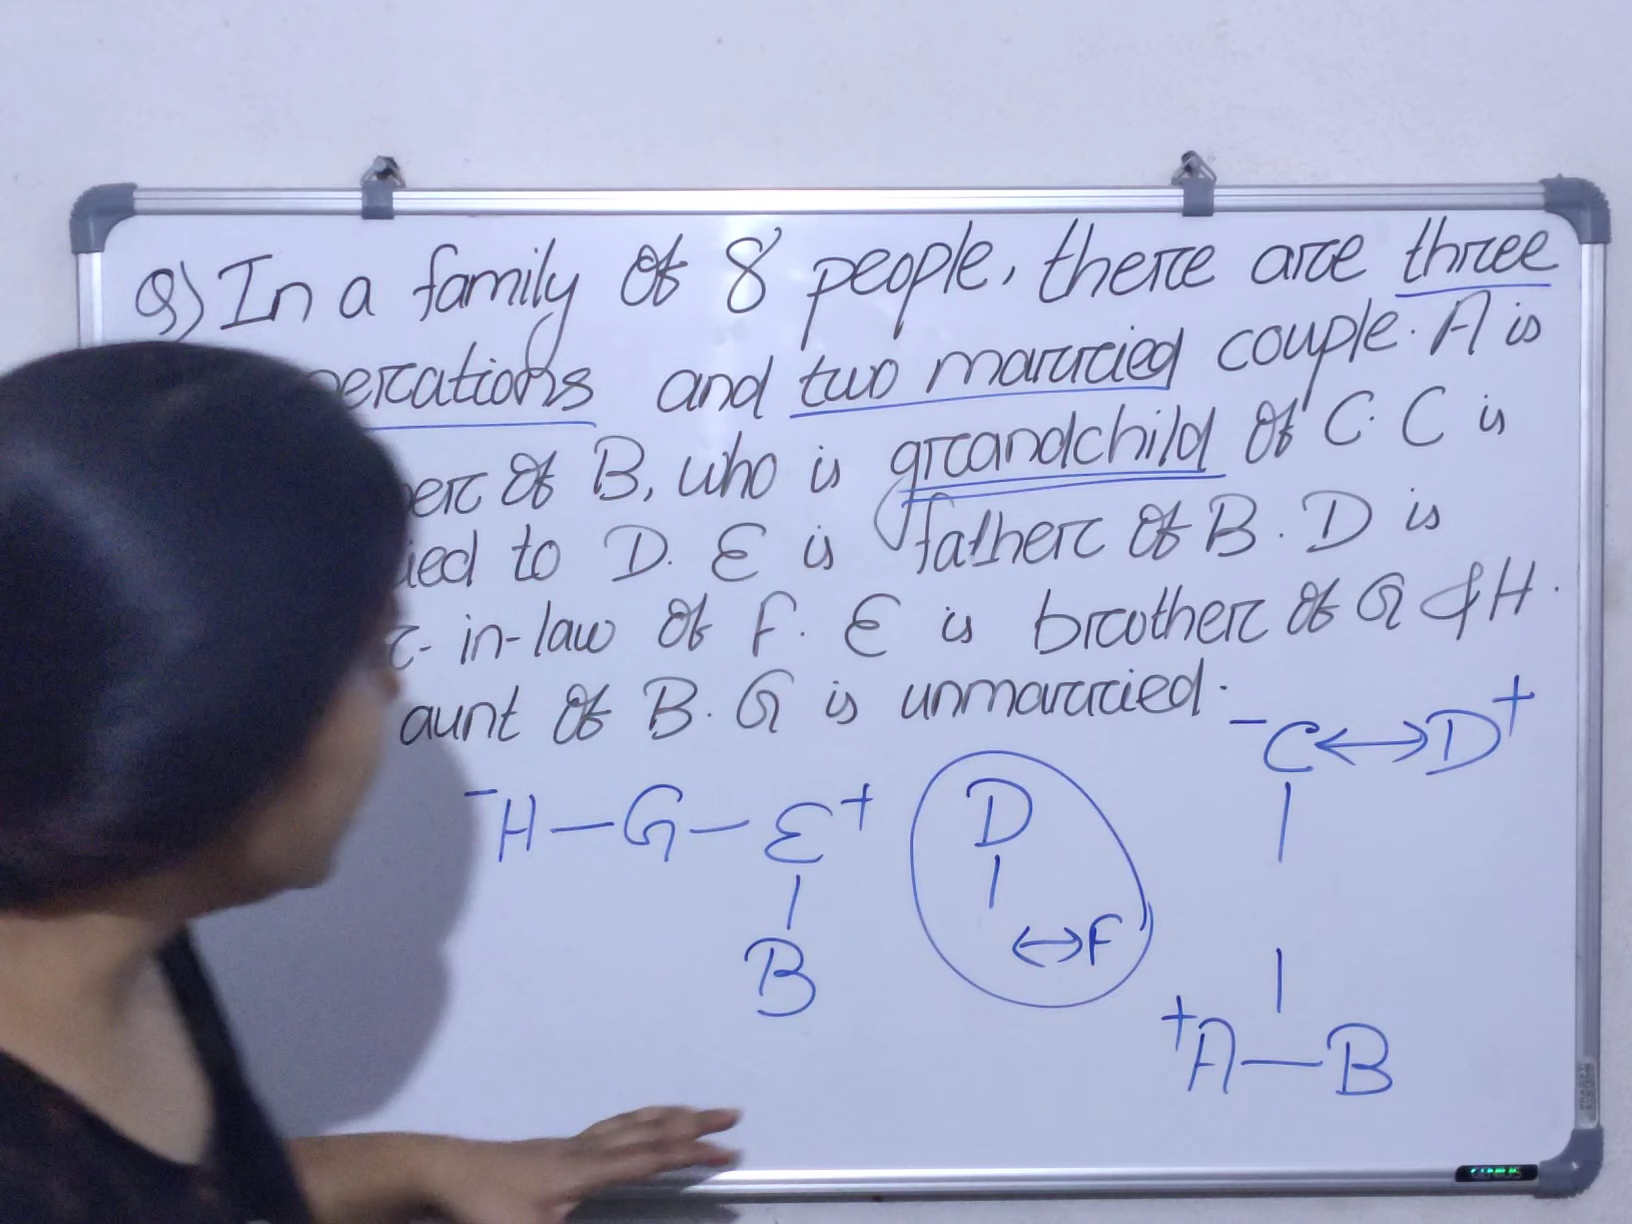 Q) In a family of 8 people, there are three
erations and two married couple. A is
er of B, who is grandchild of C. C is
ied to D. E is father of B. D is
r-in-law of F. E is brother of G & H.
aunt of B. G is unmarried.
- C ↔ D +
- H — G — E +
D
B
↔ F
+ A — B